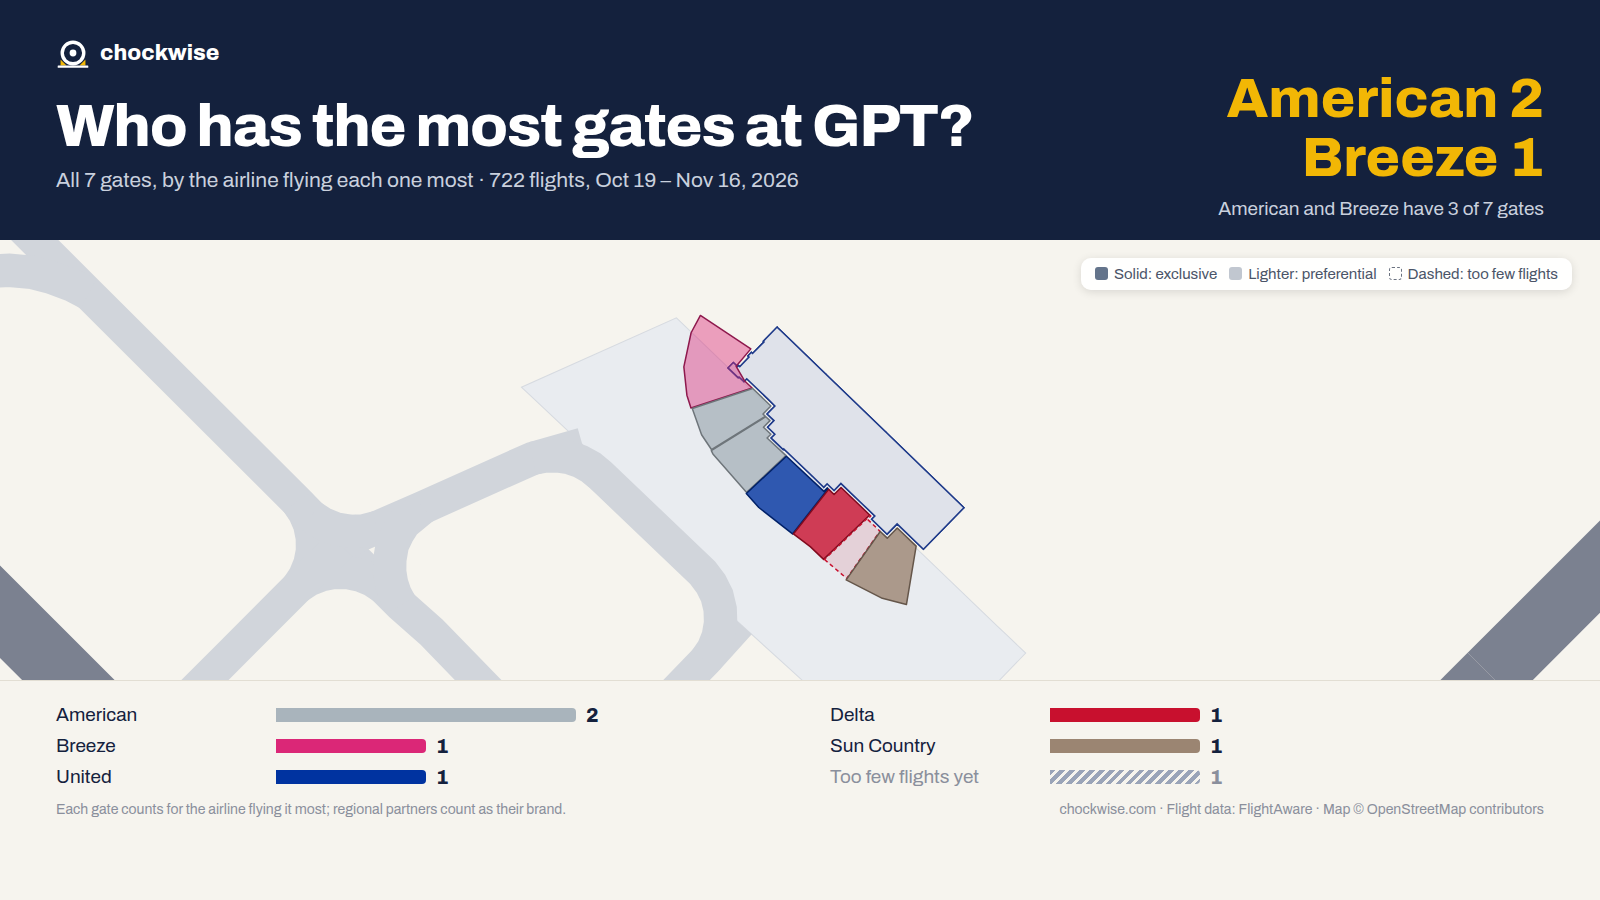 chockwise
Who has the most gates at GPT?
All 7 gates, by the airline flying each one most · 722 flights, Oct 19 – Nov 16, 2026
American 2
Breeze 1
American and Breeze have 3 of 7 gates
Solid: exclusive Lighter: preferential Dashed: too few flights
American 2
Breeze 1
United 1
Delta 1
Sun Country 1
Too few flights yet 1
Each gate counts for the airline flying it most; regional partners count as their brand.
chockwise.com · Flight data: FlightAware · Map © OpenStreetMap contributors